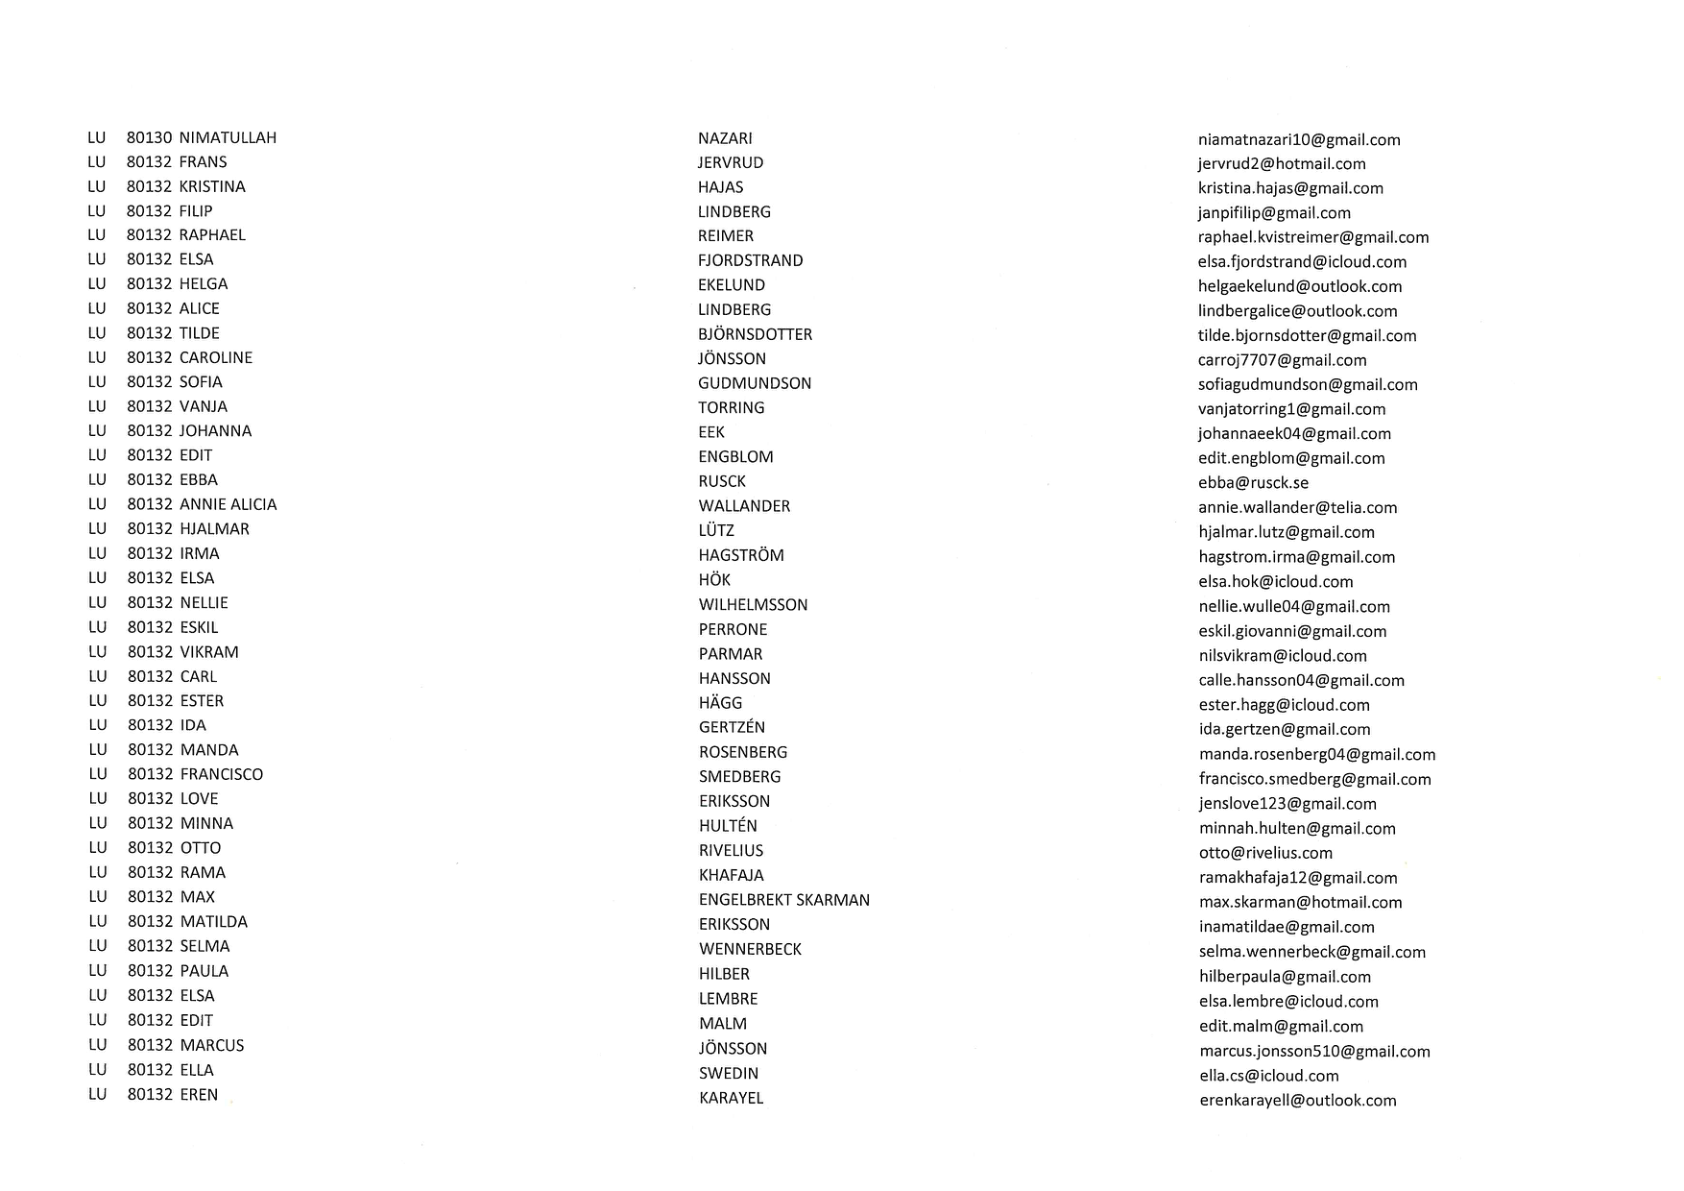 LU 80130 NIMATULLAH NAZARI niamatnazari10@gmail.com
LU 80132 FRANS JERVRUD jervrud2@hotmail.com
LU 80132 KRISTINA HAJAS kristina.hajas@gmail.com
LU 80132 FILIP LINDBERG janpifilip@gmail.com
LU 80132 RAPHAEL REIMER raphael.kvistreimer@gmail.com
LU 80132 ELSA FJORDSTRAND elsa.fjordstrand@icloud.com
LU 80132 HELGA EKELUND helgaekelund@outlook.com
LU 80132 ALICE LINDBERG lindbergalice@outlook.com
LU 80132 TILDE BJÖRNSDOTTER tilde.bjornsdotter@gmail.com
LU 80132 CAROLINE JÖNSSON carroj7707@gmail.com
LU 80132 SOFIA GUDMUNDSON sofiagudmundson@gmail.com
LU 80132 VANJA TORRING vanjatorring1@gmail.com
LU 80132 JOHANNA EEK johannaeek04@gmail.com
LU 80132 EDIT ENGBLOM edit.engblom@gmail.com
LU 80132 EBBA RUSCK ebba@rusck.se
LU 80132 ANNIE ALICIA WALLANDER annie.wallander@telia.com
LU 80132 HJALMAR LÜTZ hjalmar.lutz@gmail.com
LU 80132 IRMA HAGSTRÖM hagstrom.irma@gmail.com
LU 80132 ELSA HÖK elsa.hok@icloud.com
LU 80132 NELLIE WILHELMSSON nellie.wulle04@gmail.com
LU 80132 ESKIL PERRONE eskil.giovanni@gmail.com
LU 80132 VIKRAM PARMAR nilsvikram@icloud.com
LU 80132 CARL HANSSON calle.hansson04@gmail.com
LU 80132 ESTER HÄGG ester.hagg@icloud.com
LU 80132 IDA GERTZÉN ida.gertzen@gmail.com
LU 80132 MANDA ROSENBERG manda.rosenberg04@gmail.com
LU 80132 FRANCISCO SMEDBERG francisco.smedberg@gmail.com
LU 80132 LOVE ERIKSSON jenslove123@gmail.com
LU 80132 MINNA HULTÉN minnah.hulten@gmail.com
LU 80132 OTTO RIVELIUS otto@rivelius.com
LU 80132 RAMA KHAFAJA ramakhafaja12@gmail.com
LU 80132 MAX ENGELBREKT SKARMAN max.skarman@hotmail.com
LU 80132 MATILDA ERIKSSON inamatildae@gmail.com
LU 80132 SELMA WENNERBECK selma.wennerbeck@gmail.com
LU 80132 PAULA HILBER hilberpaula@gmail.com
LU 80132 ELSA LEMBRE elsa.lembre@icloud.com
LU 80132 EDIT MALM edit.malm@gmail.com
LU 80132 MARCUS JÖNSSON marcus.jonsson510@gmail.com
LU 80132 ELLA SWEDIN ella.cs@icloud.com
LU 80132 EREN KARAYEL erenkarayell@outlook.com